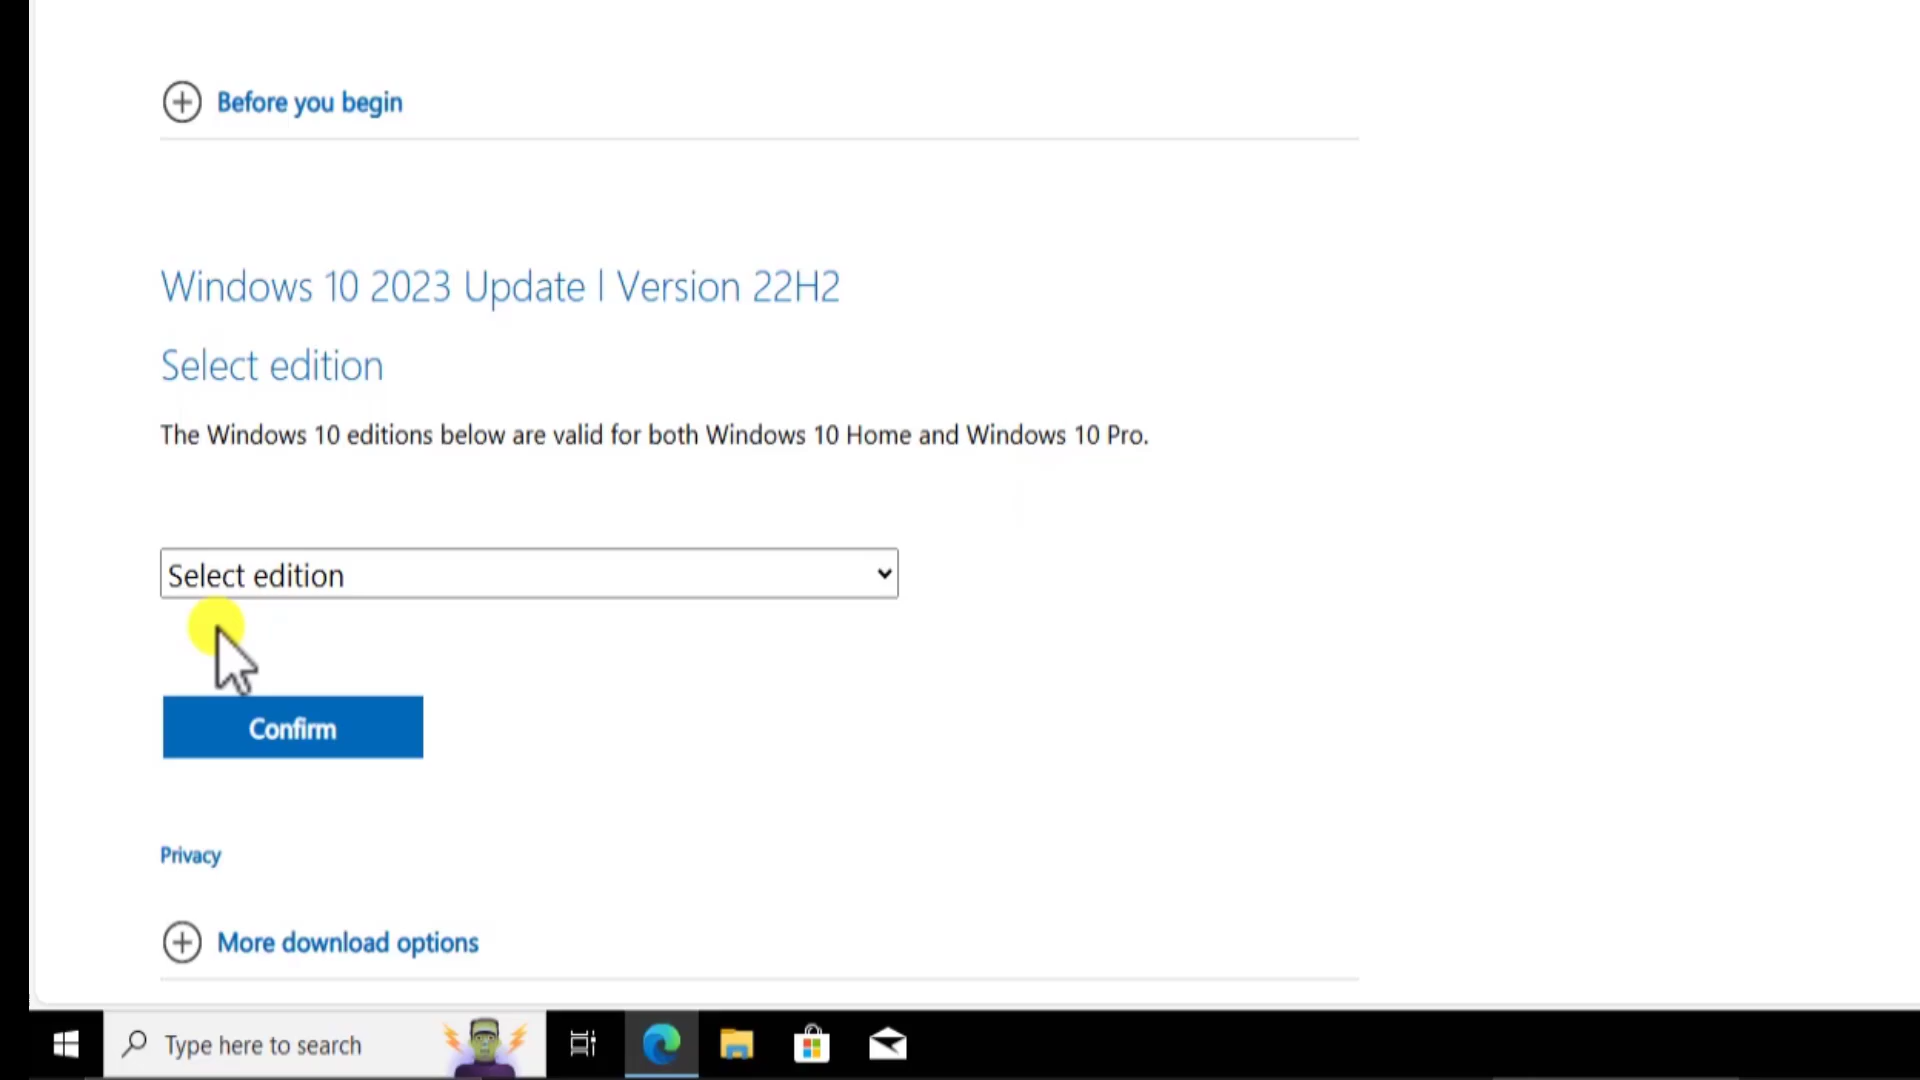 Before you begin
Windows 10 2023 Update | Version 22H2
Select edition
The Windows 10 editions below are valid for both Windows 10 Home and Windows 10 Pro.
Select edition
Confirm
Privacy
More download options
Type here to search